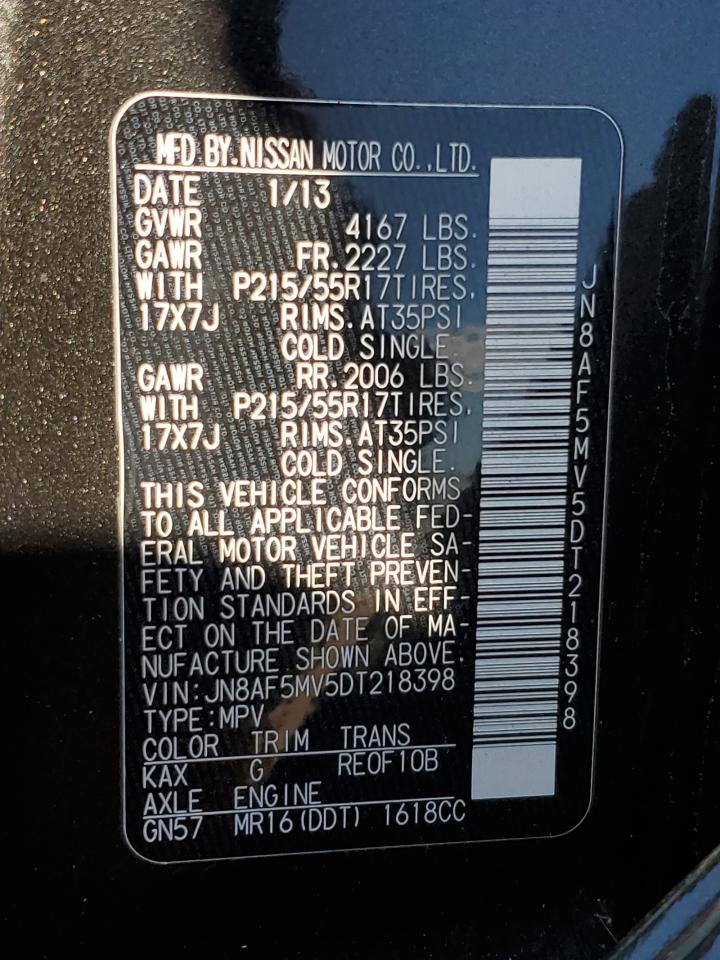 MFD BY.NISSAN MOTOR CO.,LTD.
DATE 1/13
GVWR 4167 LBS.
GAWR FR.2227 LBS.
WITH P215/55R17TIRES,
17X7J RIMS.AT35PSI
COLD SINGLE.
GAWR RR.2006 LBS.
WITH P215/55R17TIRES,
17X7J RIMS.AT35PSI
COLD SINGLE.
THIS VEHICLE CONFORMS
TO ALL APPLICABLE FED-
ERAL MOTOR VEHICLE SA-
FETY AND THEFT PREVEN-
TION STANDARDS IN EFF-
ECT ON THE DATE OF MA-
NUFACTURE SHOWN ABOVE.
VIN:JN8AF5MV5DT218398
TYPE:MPV
COLOR TRIM TRANS
KAX G RE0F10B
AXLE ENGINE
GN57 MR16(DDT) 1618CC
JN8AF5MV5DT218398